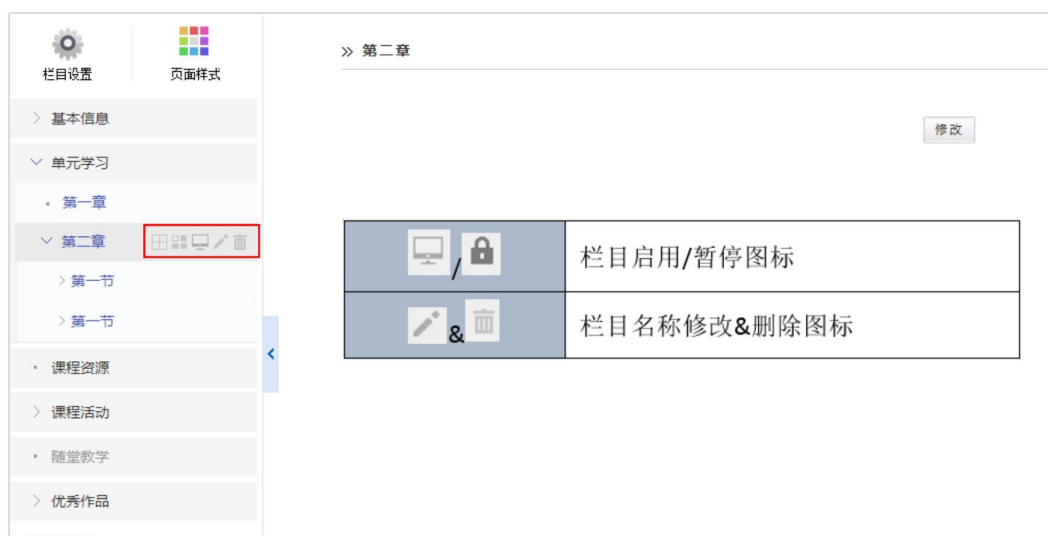 栏目设置
页面样式
基本信息
单元学习
第一章
第二章
第一节
第一节
课程资源
课程活动
随堂教学
优秀作品
» 第二章
修改
/
栏目启用/暂停图标
&
栏目名称修改&删除图标